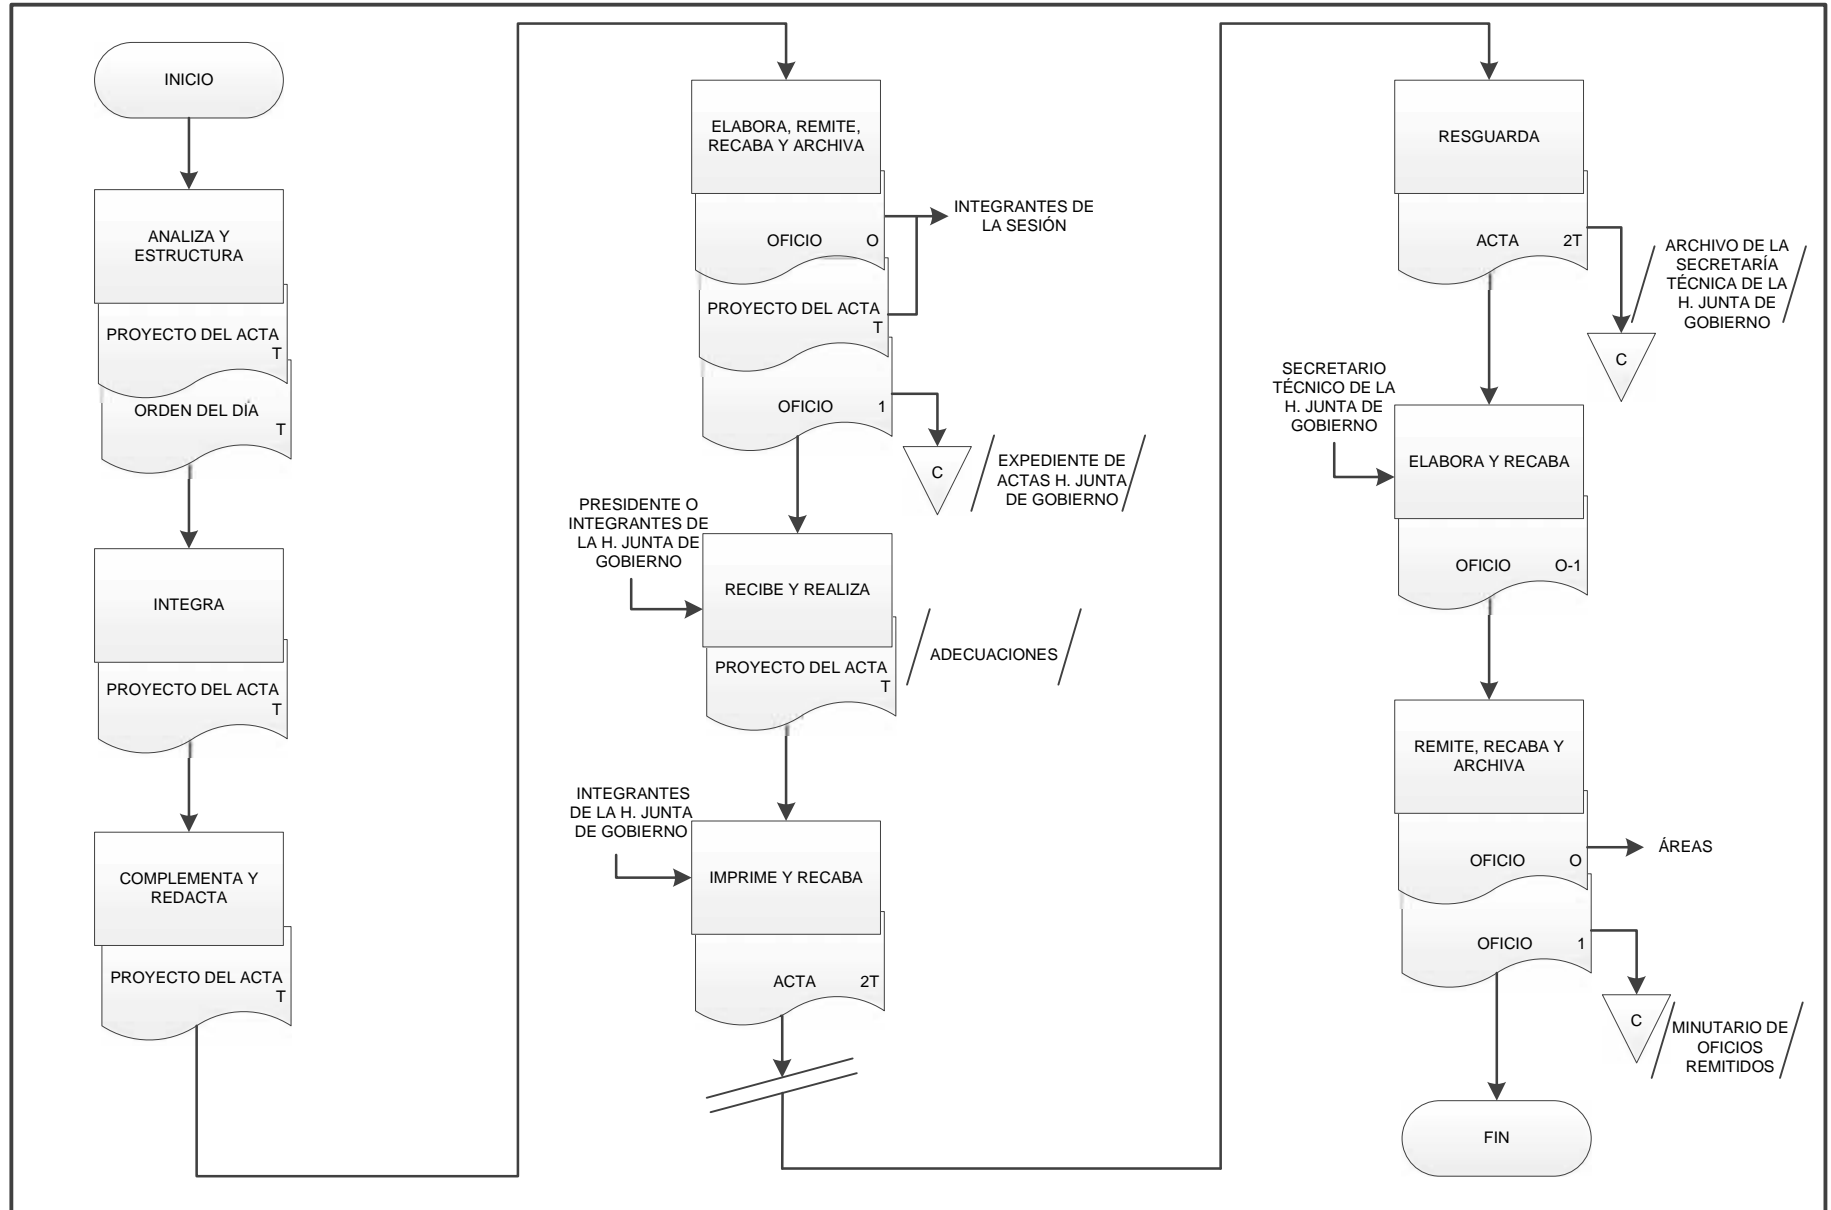 INICIO
ANALIZA Y
ESTRUCTURA
PROYECTO DEL ACTA
T
ORDEN DEL DÍA
T
INTEGRA
PROYECTO DEL ACTA
T
COMPLEMENTA Y
REDACTA
PROYECTO DEL ACTA
T
ELABORA, REMITE,
RECABA Y ARCHIVA
OFICIO O
INTEGRANTES DE
LA SESIÓN
PROYECTO DEL ACTA
T
OFICIO 1
C
EXPEDIENTE DE
ACTAS H. JUNTA
DE GOBIERNO
PRESIDENTE O
INTEGRANTES DE
LA H. JUNTA DE
GOBIERNO
RECIBE Y REALIZA
PROYECTO DEL ACTA
T
ADECUACIONES
INTEGRANTES
DE LA H. JUNTA
DE GOBIERNO
IMPRIME Y RECABA
ACTA 2T
RESGUARDA
ACTA 2T
ARCHIVO DE LA
SECRETARÍA
TÉCNICA DE LA
H. JUNTA DE
GOBIERNO
C
SECRETARIO
TÉCNICO DE LA
H. JUNTA DE
GOBIERNO
ELABORA Y RECABA
OFICIO O-1
REMITE, RECABA Y
ARCHIVA
OFICIO O
ÁREAS
OFICIO 1
C
MINUTARIO DE
OFICIOS
REMITIDOS
FIN